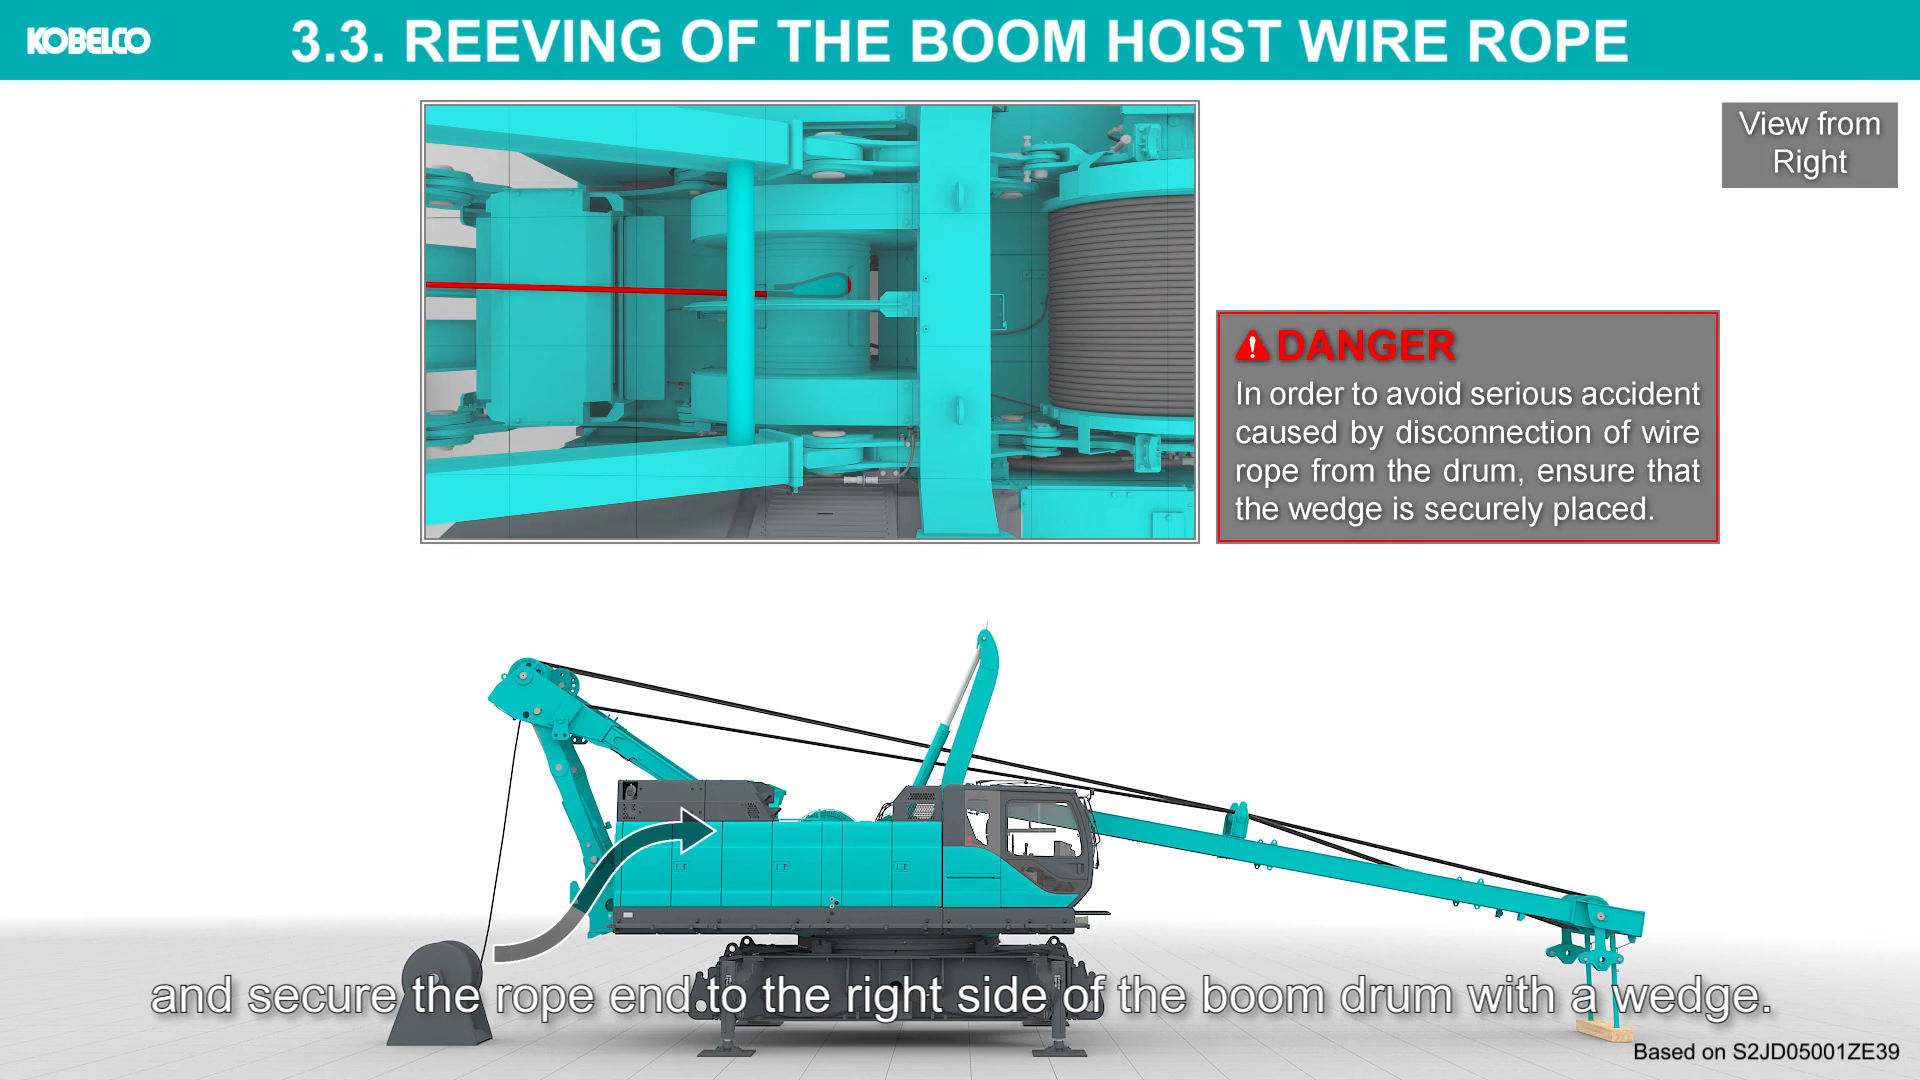 KOBELCO
3.3. REEVING OF THE BOOM HOIST WIRE ROPE
View from
Right
DANGER
In order to avoid serious accident
caused by disconnection of wire
rope from the drum, ensure that
the wedge is securely placed.
and secure the rope end to the right side of the boom drum with a wedge.
Based on S2JD05001ZE39